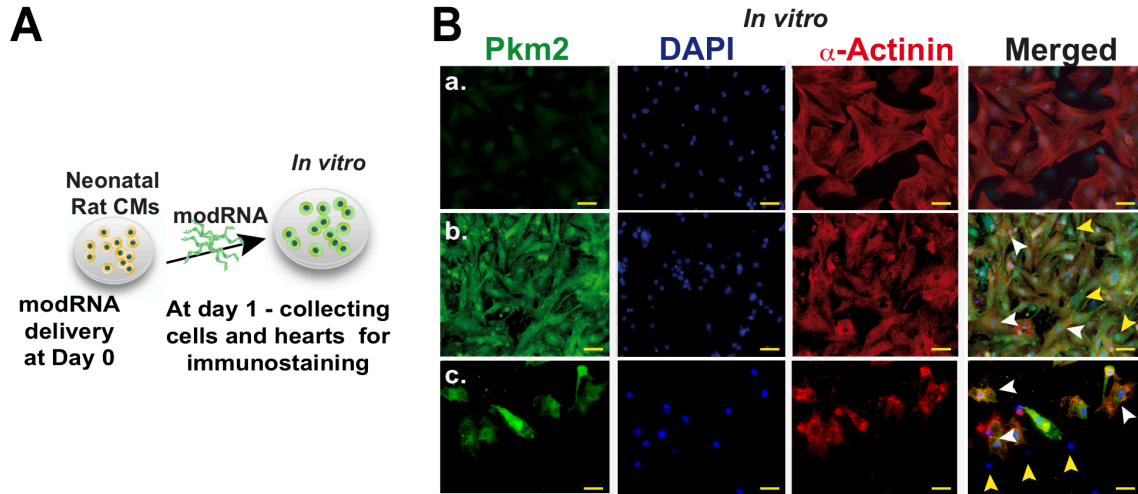 A
Neonatal
Rat CMs
modRNA
In vitro
modRNA
delivery
at Day 0
At day 1 - collecting
cells and hearts for
immunostaining
B
In vitro
Pkm2
DAPI
α-Actinin
Merged
a.
b.
c.